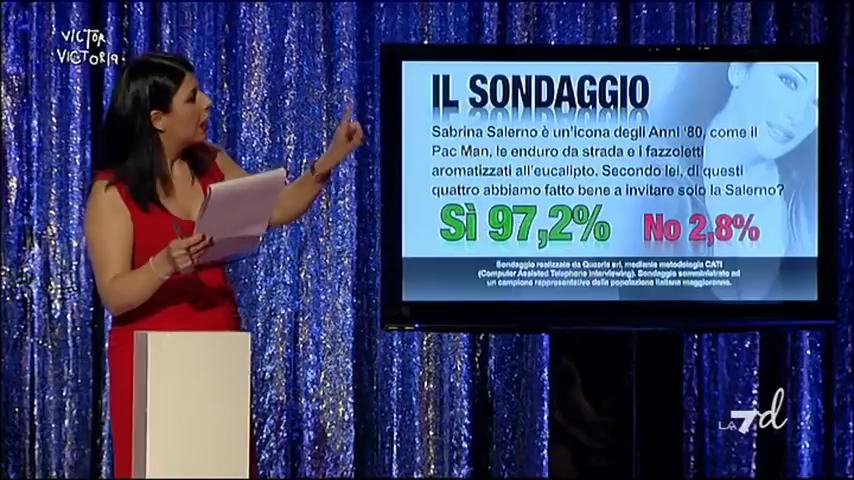 VICTOR
VICTORIA
IL SONDAGGIO
Sabrina Salerno è un'icona degli Anni '80, come il
Pac Man, le enduro da strada e i fazzoletti
aromatizzati all'eucalipto. Secondo lei, di questi
quattro abbiamo fatto bene a invitare solo la Salerno?
Sì 97,2% No 2,8%
Sondaggio realizzato da Quaeris srl, mediante metodologia CATI
(Computer Assisted Telephone Interviewing). Sondaggio somministrato ad
un campione rappresentativo della popolazione italiana maggiorenne.
LA7d